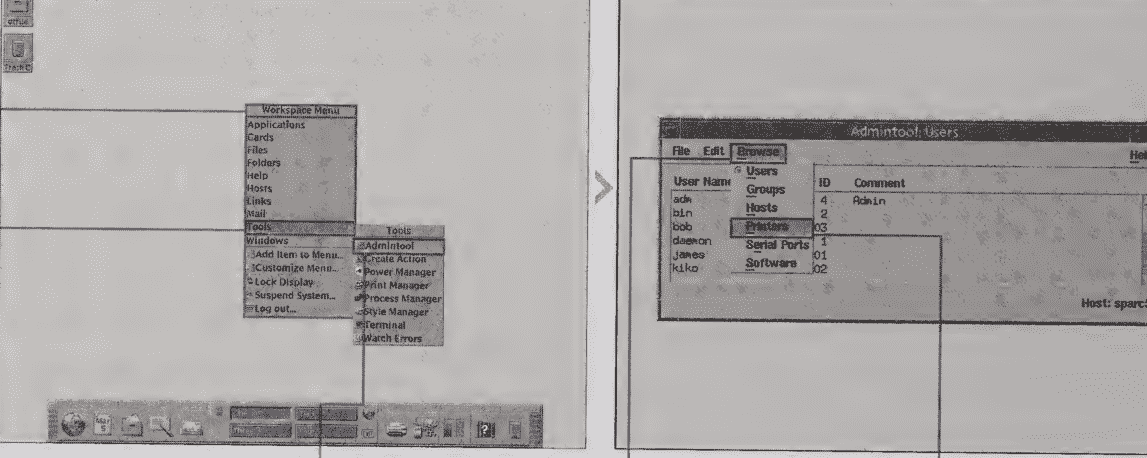 Workspace Menu
Applications
Cards
Files
Folders
Help
Hosts
Links
Mail
Tools
Windows
Add Item to Menu...
Customize Menu...
Lock Display
Suspend System...
Log out...
Tools
Admintool
Create Action
Power Manager
Print Manager
Process Manager
Style Manager
Terminal
Watch Errors
Admintool: Users
File Edit Browse
Users
Groups
Hosts
Printers
Serial Ports
Software
User Name
adm
bin
bob
daemon
james
kiko
ID Comment
4 Admin
2
03
1
01
02
Host: sparc